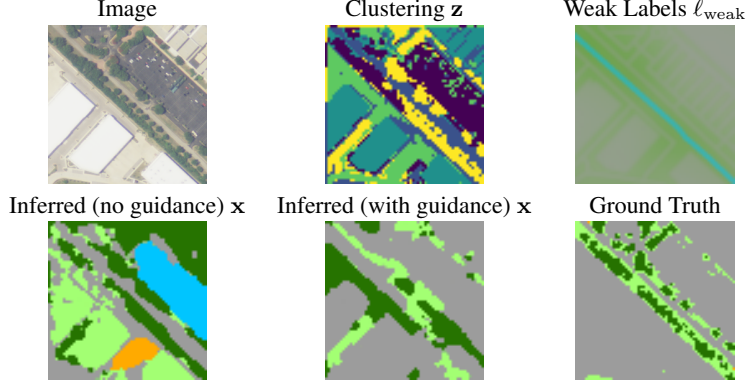 Image
Clustering z
Weak Labels ℓweak
Inferred (no guidance) x
Inferred (with guidance) x
Ground Truth